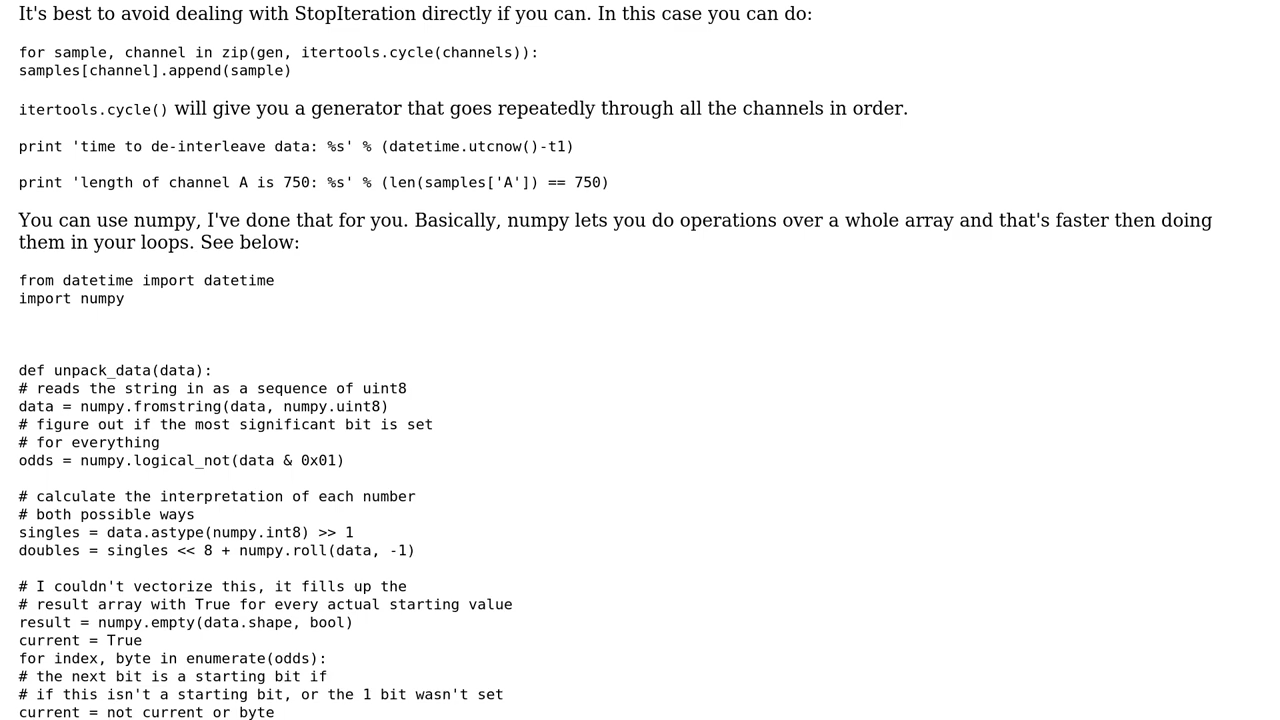 It's best to avoid dealing with StopIteration directly if you can. In this case you can do:
for sample, channel in zip(gen, itertools.cycle(channels)):
samples[channel].append(sample)
itertools.cycle() will give you a generator that goes repeatedly through all the channels in order.
print 'time to de-interleave data: %s' % (datetime.utcnow()-t1)
print 'length of channel A is 750: %s' % (len(samples['A']) == 750)
You can use numpy, I've done that for you. Basically, numpy lets you do operations over a whole array and that's faster then doing
them in your loops. See below:
from datetime import datetime
import numpy
def unpack_data(data):
# reads the string in as a sequence of uint8
data = numpy.fromstring(data, numpy.uint8)
# figure out if the most significant bit is set
# for everything
odds = numpy.logical_not(data & 0x01)
# calculate the interpretation of each number
# both possible ways
singles = data.astype(numpy.int8) >> 1
doubles = singles << 8 + numpy.roll(data, -1)
# I couldn't vectorize this, it fills up the
# result array with True for every actual starting value
result = numpy.empty(data.shape, bool)
current = True
for index, byte in enumerate(odds):
# the next bit is a starting bit if
# if this isn't a starting bit, or the 1 bit wasn't set
current = not current or byte